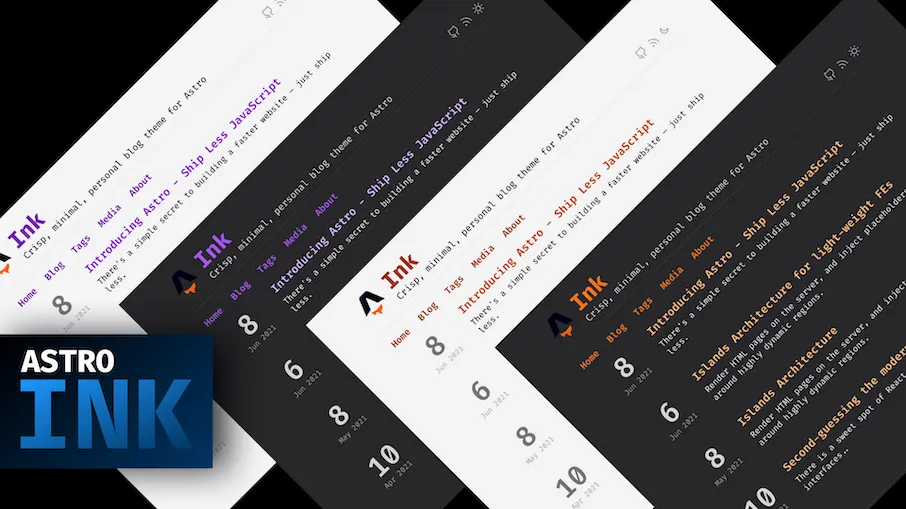 Ink
Crisp, minimal, personal blog theme for Astro
Home Blog Tags Media About
8
Jun 2021
Introducing Astro - Ship Less JavaScript
There's a simple secret to building a faster website — just ship
less.
Ink
Crisp, minimal, personal blog theme for Astro
Home Blog Tags Media About
8
Jun 2021
Introducing Astro - Ship Less JavaScript
There's a simple secret to building a faster website — just ship
less.
6
Jun 2021
8
May 2021
10
Apr 2021
Ink
Crisp, minimal, personal blog theme for Astro
Home Blog Tags Media About
8
Jun 2021
Introducing Astro - Ship Less JavaScript
There's a simple secret to building a faster website — just ship
less.
6
Jun 2021
8
May 2021
10
Apr 2021
Ink
Crisp, minimal, personal blog theme for Astro
Home Blog Tags Media About
8
Jun 2021
Introducing Astro - Ship Less JavaScript
There's a simple secret to building a faster website — just ship
less.
6
Jun 2021
Islands Architecture for light-weight FEs
Render HTML pages on the server, and inject placeholders
around highly dynamic regions.
8
May 2021
Islands Architecture
Render HTML pages on the server, and inject
around highly dynamic regions.
10
Second-guessing the modern
There is a sweet spot of React
interfaces..
ASTRO
INK